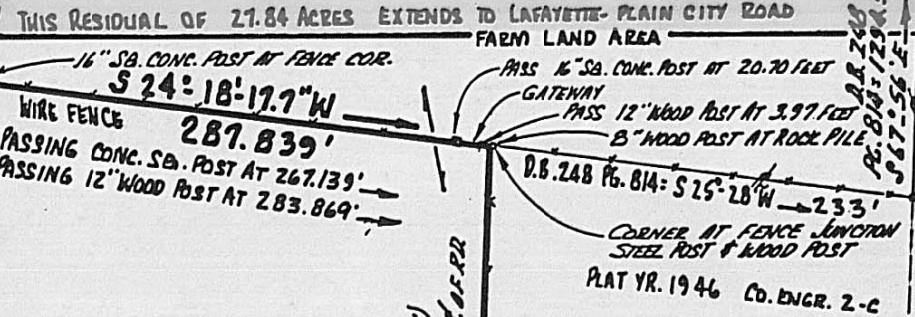 THIS RESIDUAL OF 27.84 ACRES EXTENDS TO LAFAYETTE-PLAIN CITY ROAD
FARM LAND AREA
16" SQ. CONC. POST AT FENCE COR.
S 24°-18'-17.7" W
WIRE FENCE
287.839'
PASSING CONC. SQ. POST AT 267.139'
PASSING 12" WOOD POST AT 283.869'
PASS 16" SQ. CONC. POST AT 20.70 FEET
GATEWAY
PASS 12" WOOD POST AT 3.97 FEET
8" WOOD POST AT ROCK PILE
D.B. 248 PG. 814: S 25°-28' W 233'
CORNER AT FENCE JUNCTION
STEEL POST & WOOD POST
PLAT YR. 1946 CO. ENGR. 2-C
D.B. 248
PG. 814 & 129
S 67°-56' E
OF RD